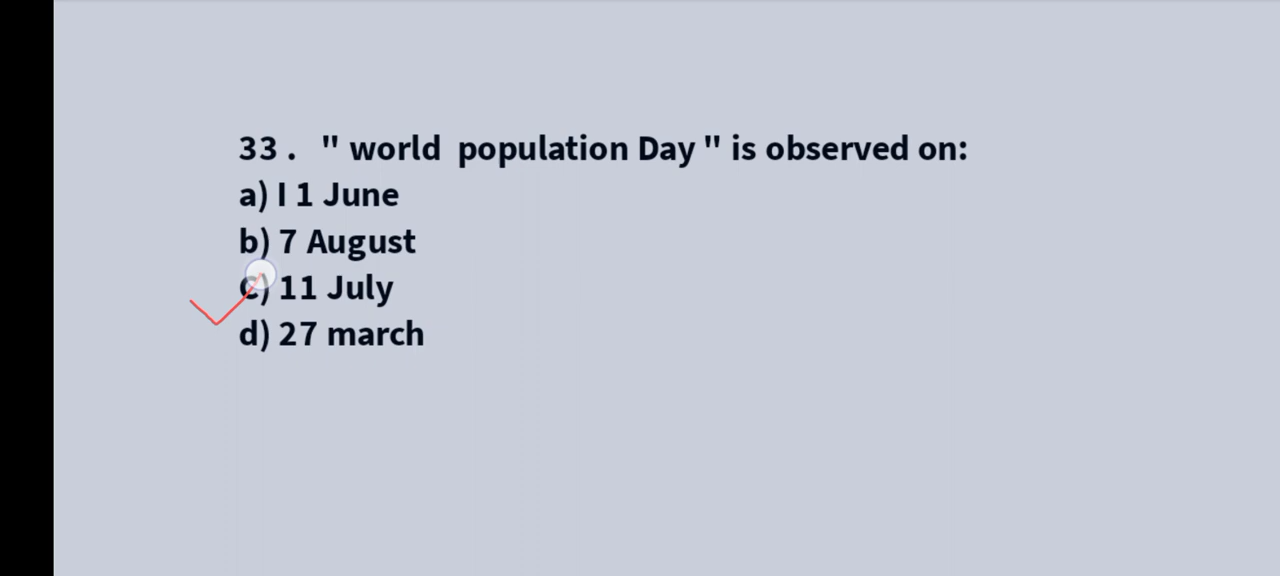 33. " world population Day " is observed on:
a) I 1 June
b) 7 August
c) 11 July
d) 27 march